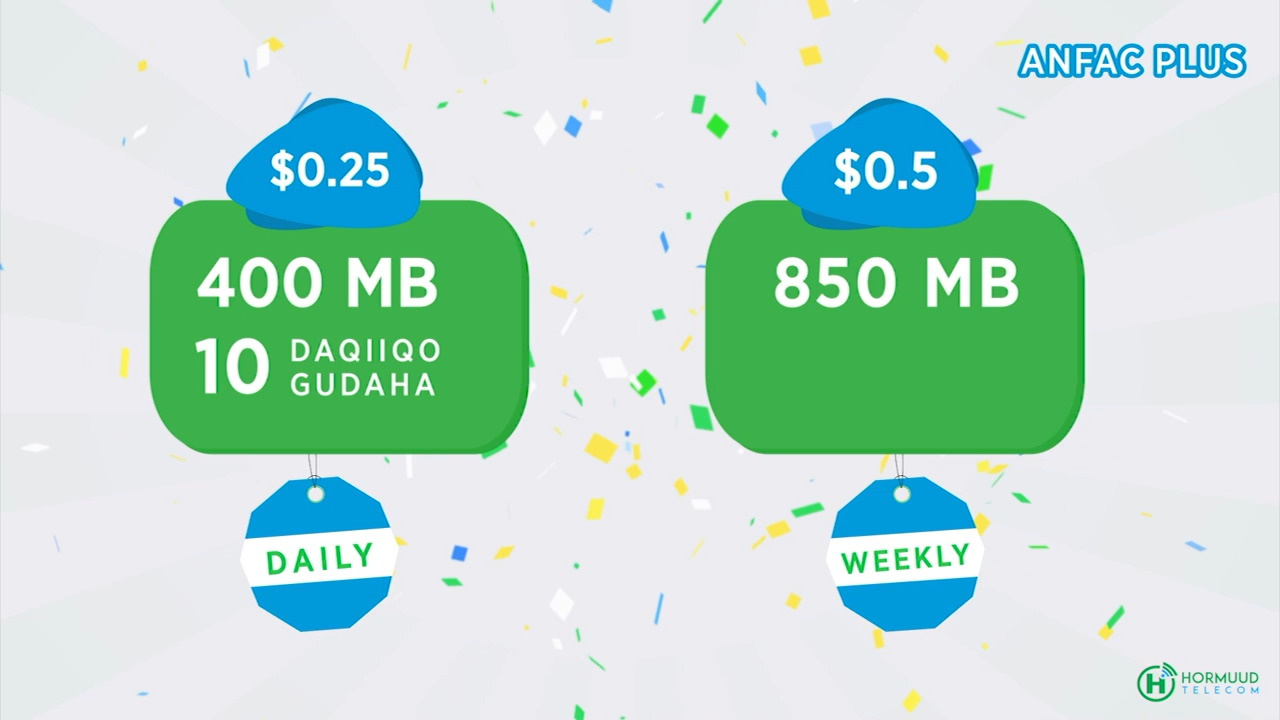 ANFAC PLUS
$0.25
400 MB
10 DAQIIQO
GUDAHA
DAILY
$0.5
850 MB
WEEKLY
HORMUUD
TELECOM